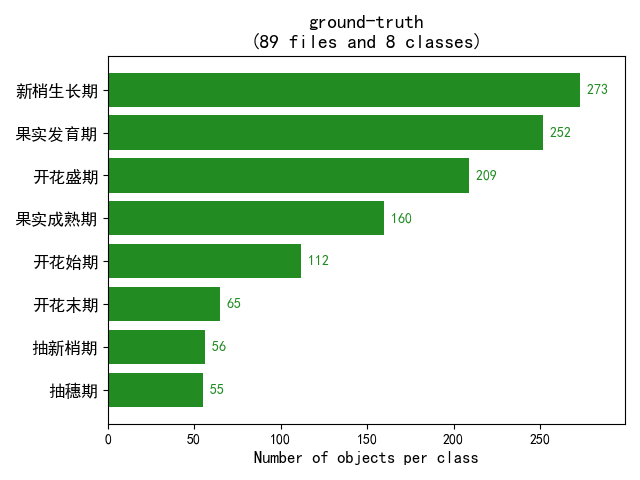 ground-truth
(89 files and 8 classes)
新梢生长期
273
果实发育期
252
开花盛期
209
果实成熟期
160
开花始期
112
开花末期
65
抽新梢期
56
抽穗期
55
0 50 100 150 200 250
Number of objects per class